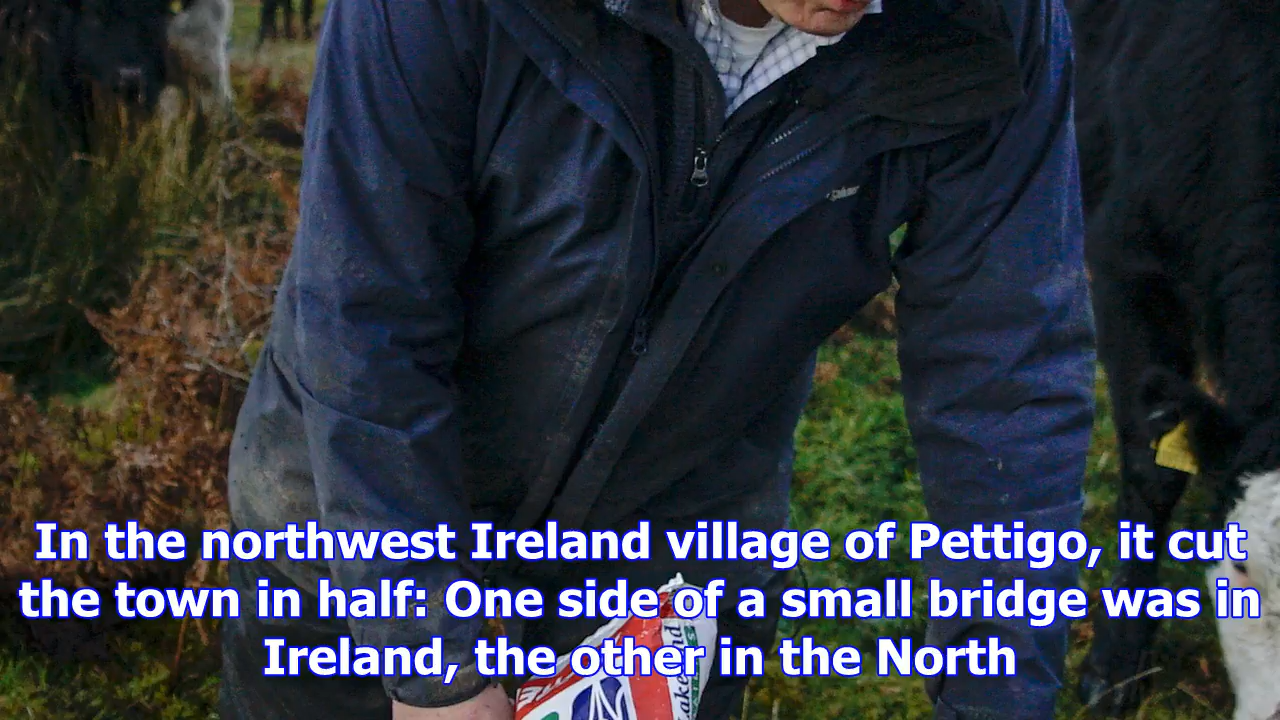 In the northwest Ireland village of Pettigo, it cut
the town in half: One side of a small bridge was in
Ireland, the other in the North
Lakeland